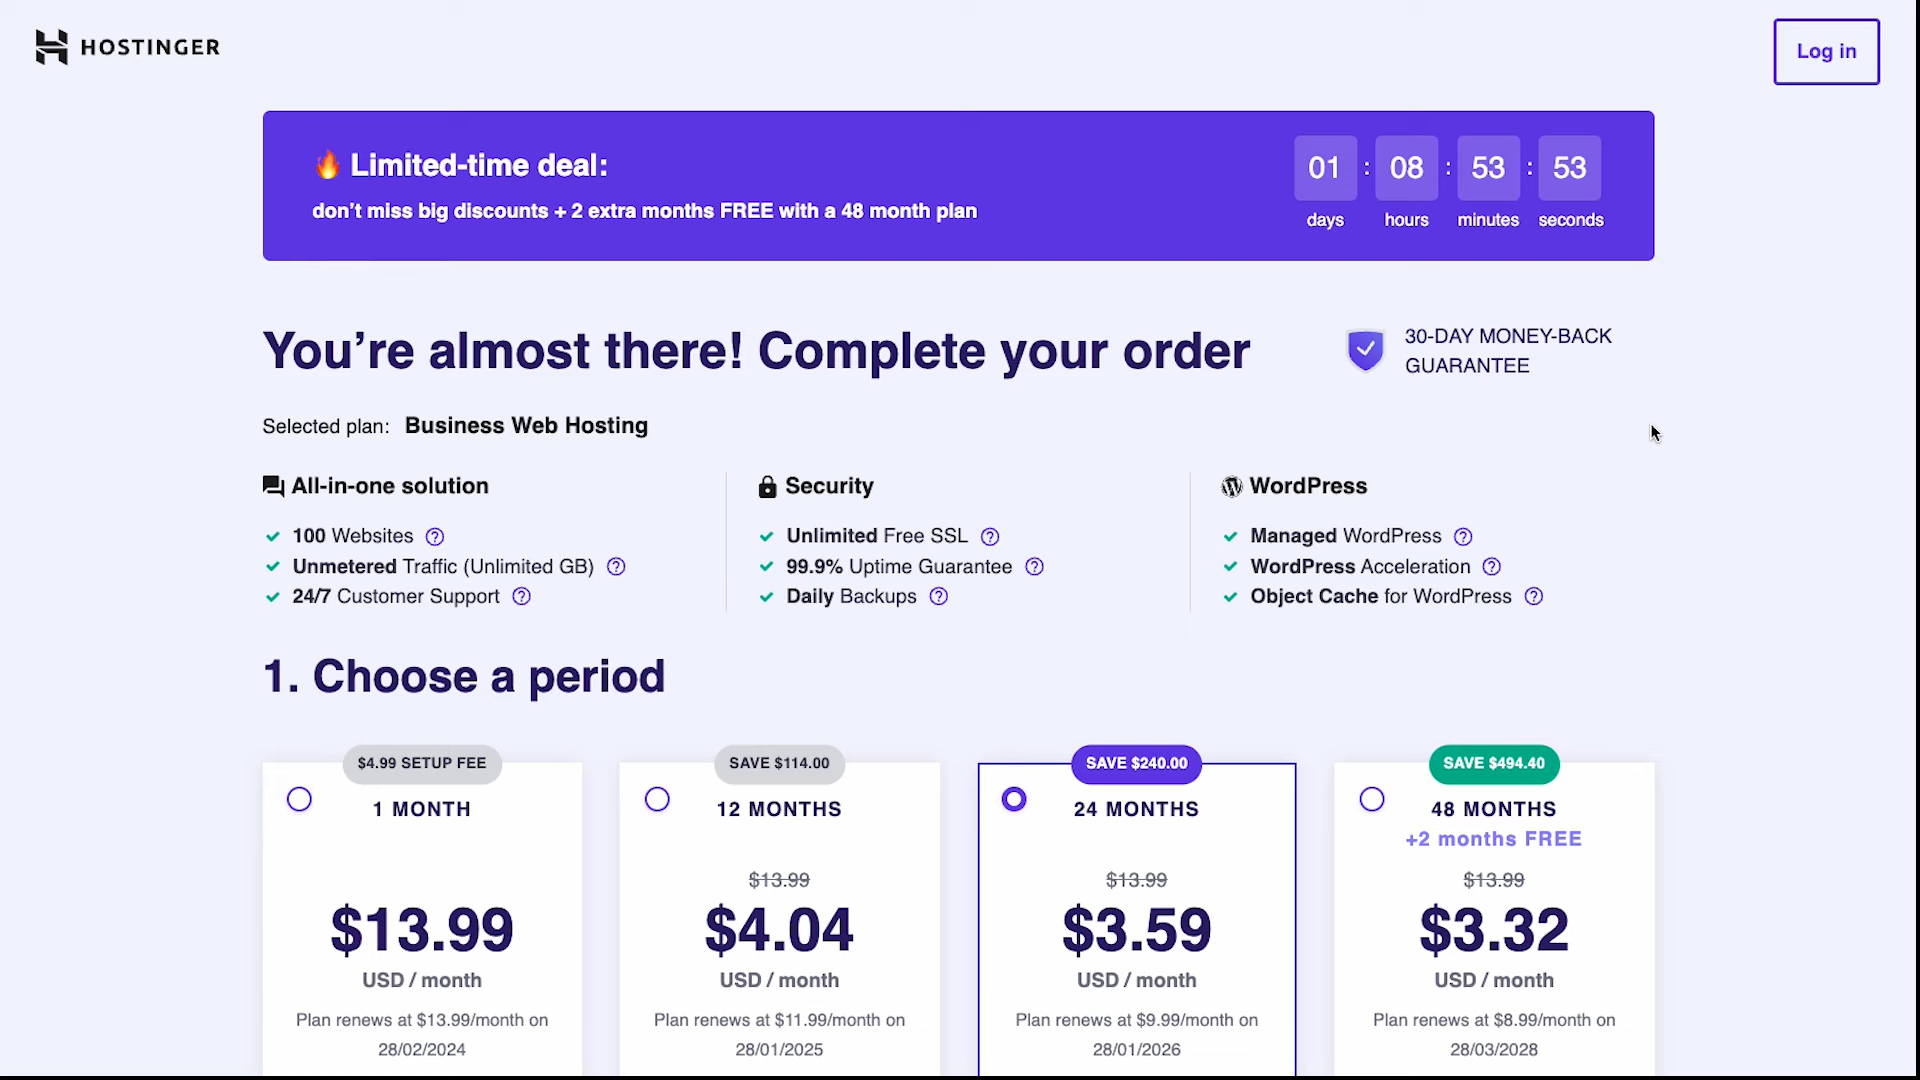 HOSTINGER
Log in
Limited-time deal:
don’t miss big discounts + 2 extra months FREE with a 48 month plan
01 : 08 : 53 : 53
days hours minutes seconds
You’re almost there! Complete your order
30-DAY MONEY-BACK
GUARANTEE
Selected plan: Business Web Hosting
All-in-one solution
100 Websites
Unmetered Traffic (Unlimited GB)
24/7 Customer Support
Security
Unlimited Free SSL
99.9% Uptime Guarantee
Daily Backups
WordPress
Managed WordPress
WordPress Acceleration
Object Cache for WordPress
1. Choose a period
$4.99 SETUP FEE
1 MONTH
$13.99
USD / month
Plan renews at $13.99/month on
28/02/2024
SAVE $114.00
12 MONTHS
$13.99
$4.04
USD / month
Plan renews at $11.99/month on
28/01/2025
SAVE $240.00
24 MONTHS
$13.99
$3.59
USD / month
Plan renews at $9.99/month on
28/01/2026
SAVE $494.40
48 MONTHS
+2 months FREE
$13.99
$3.32
USD / month
Plan renews at $8.99/month on
28/03/2028